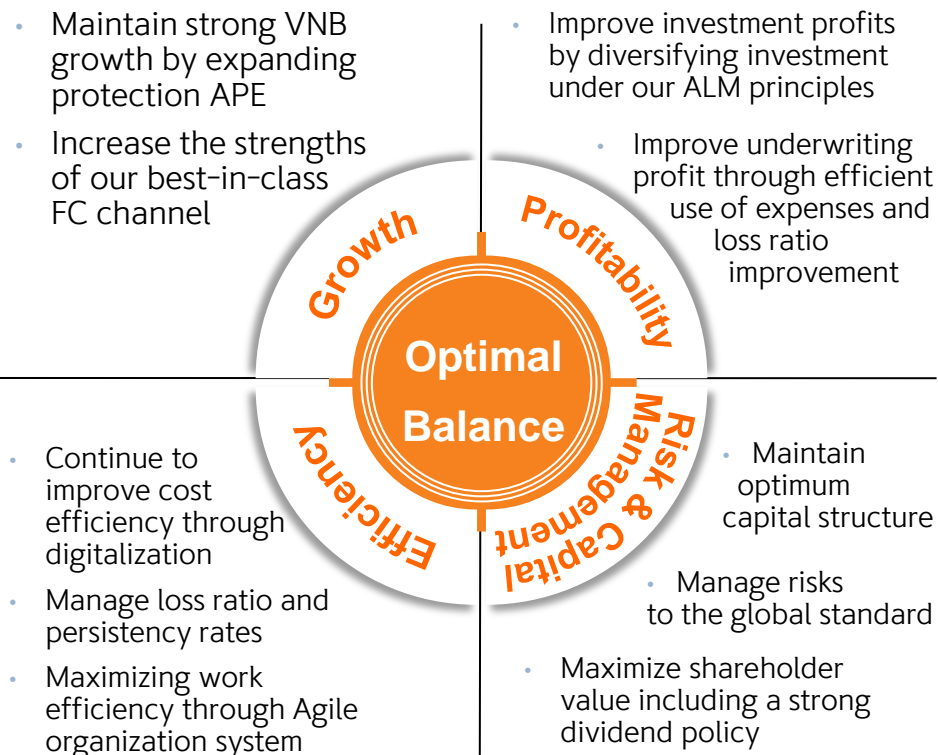 • Maintain strong VNB
growth by expanding
protection APE
• Increase the strengths
of our best-in-class
FC channel
• Improve investment profits
by diversifying investment
under our ALM principles
• Improve underwriting
profit through efficient
use of expenses and
loss ratio
improvement
Growth
Profitability
Optimal
Balance
Efficiency
Risk & Capital
Management
• Continue to
improve cost
efficiency through
digitalization
• Manage loss ratio and
persistency rates
• Maximizing work
efficiency through Agile
organization system
• Maintain
optimum
capital structure
• Manage risks
to the global standard
• Maximize shareholder
value including a strong
dividend policy